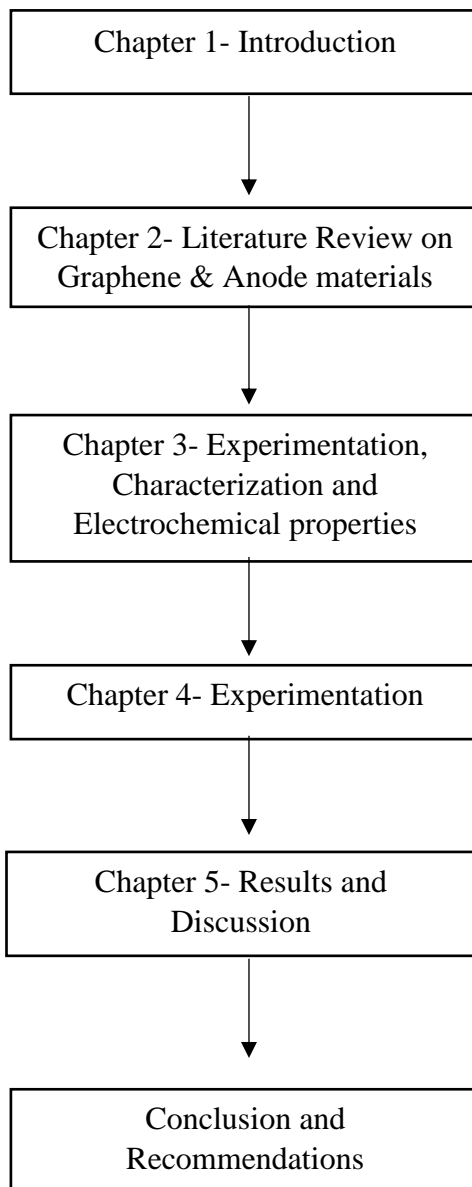 Chapter 1- Introduction
Chapter 2- Literature Review on
Graphene & Anode materials
Chapter 3- Experimentation,
Characterization and
Electrochemical properties
Chapter 4- Experimentation
Chapter 5- Results and
Discussion
Conclusion and
Recommendations